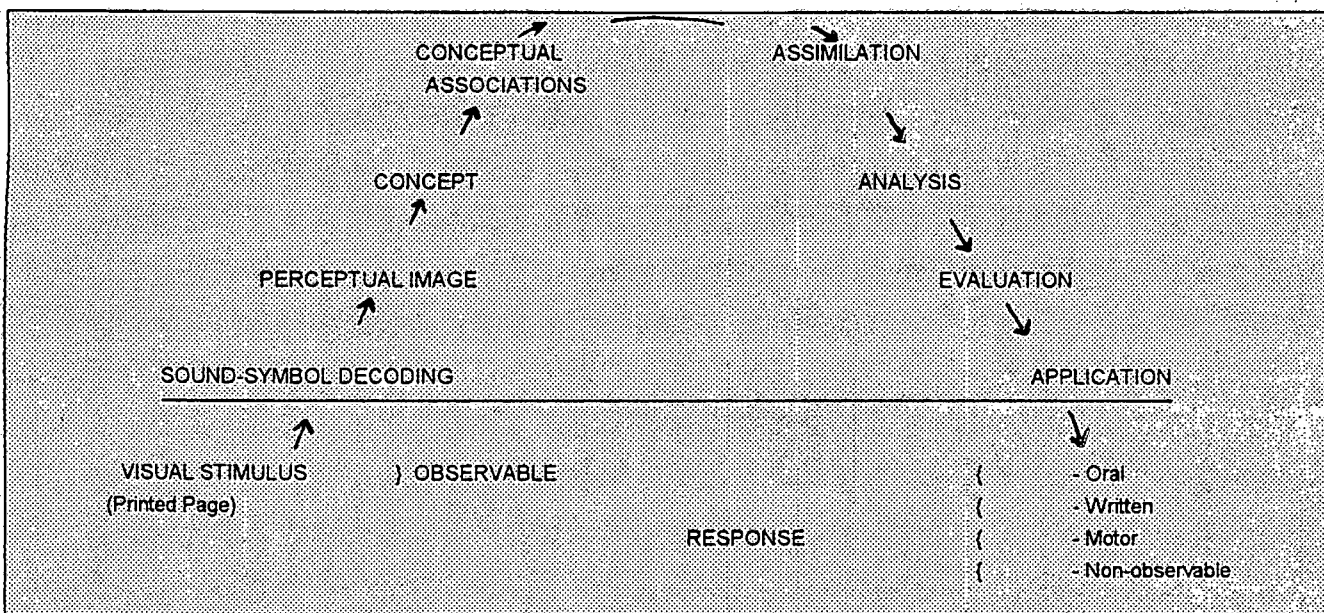 CONCEPTUAL ASSIMILATION
ASSOCIATIONS
CONCEPT ANALYSIS
PERCEPTUAL IMAGE EVALUATION
SOUND-SYMBOL DECODING APPLICATION
VISUAL STIMULUS } OBSERVABLE { - Oral
(Printed Page) { - Written
RESPONSE { - Motor
{ - Non-observable